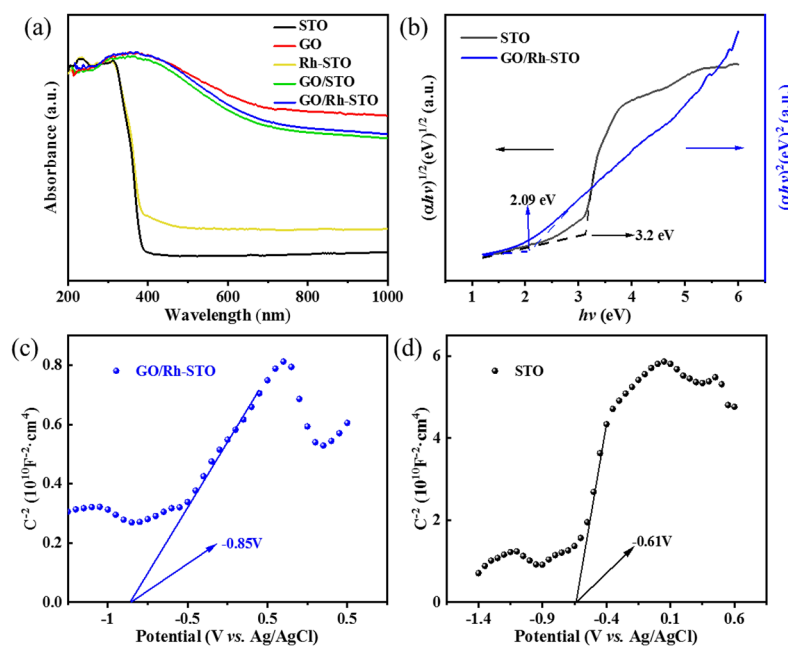 (a)
STO
GO
Rh-STO
GO/STO
GO/Rh-STO
Absorbance (a.u.)
200 400 600 800 1000
Wavelength (nm)
(b)
STO
GO/Rh-STO
(αhν)^1/2(eV)^1/2 (a.u.)
(αhν)^2(eV)^2 (a.u.)
2.09 eV
3.2 eV
1 2 3 4 5 6
hν (eV)
(c)
GO/Rh-STO
C^-2 (10^10F^-2·cm^-4)
0.8
0.6
0.4
0.2
0.0
-0.85V
-1 -0.5 0.5 0.5
Potential (V vs. Ag/AgCl)
(d)
STO
C^-2 (10^10F^-2·cm^-4)
6
4
2
0
-0.61V
-1.4 -0.9 -0.4 0.1 0.6
Potential (V vs. Ag/AgCl)